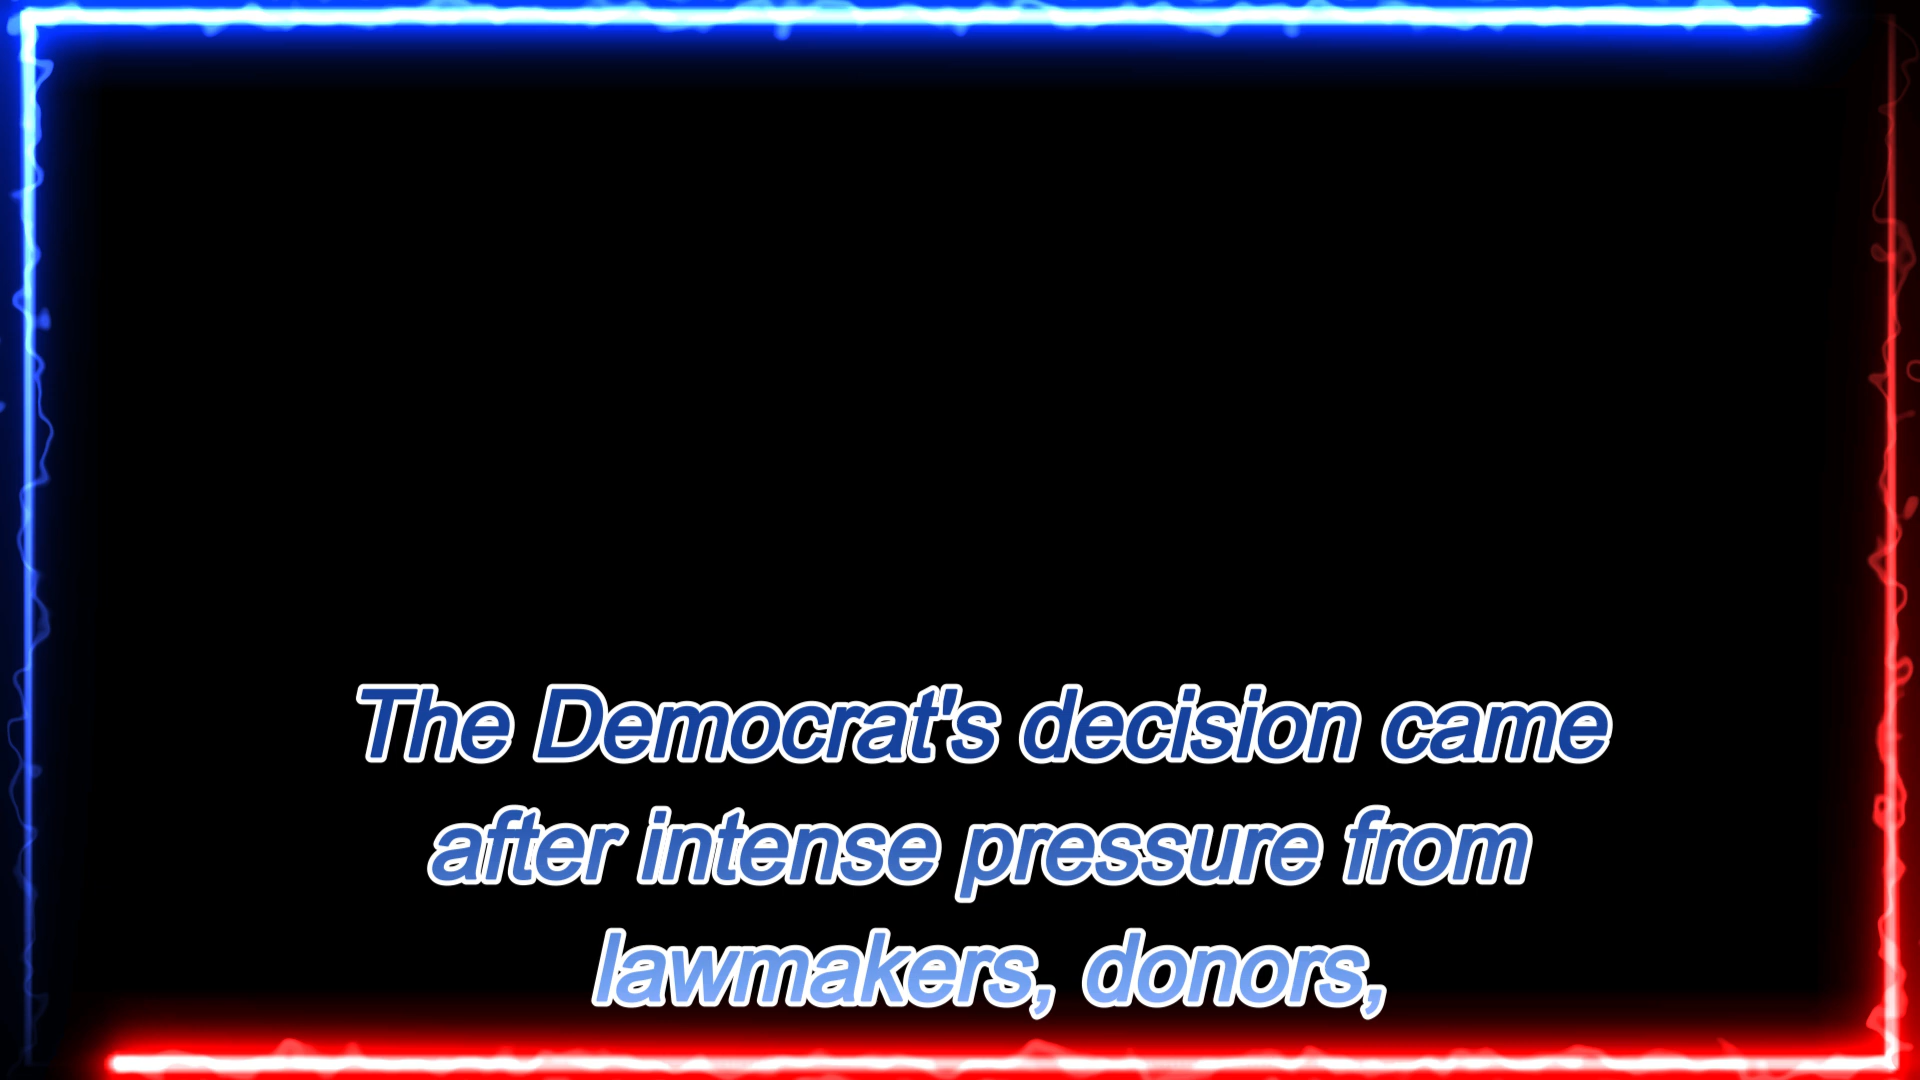 The Democrat's decision came
after intense pressure from
lawmakers, donors,